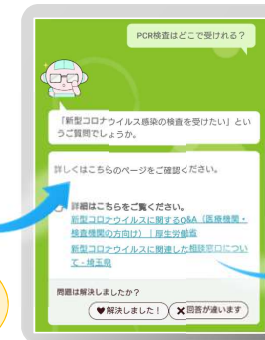 PCR検査はどこで受けれる？
「新型コロナウイルス感染の検査を受けたい」とい
うご質問でしょうか。
詳しくはこちらのページをご確認ください。
詳細はこちらをご覧ください。
新型コロナウイルスに関するQ&A（医療機関・
検査機関の方向け）｜厚生労働省
新型コロナウイルスに関連した相談窓口につい
て - 埼玉県
問題は解決しましたか？
♥解決しました！
✕回答が違います